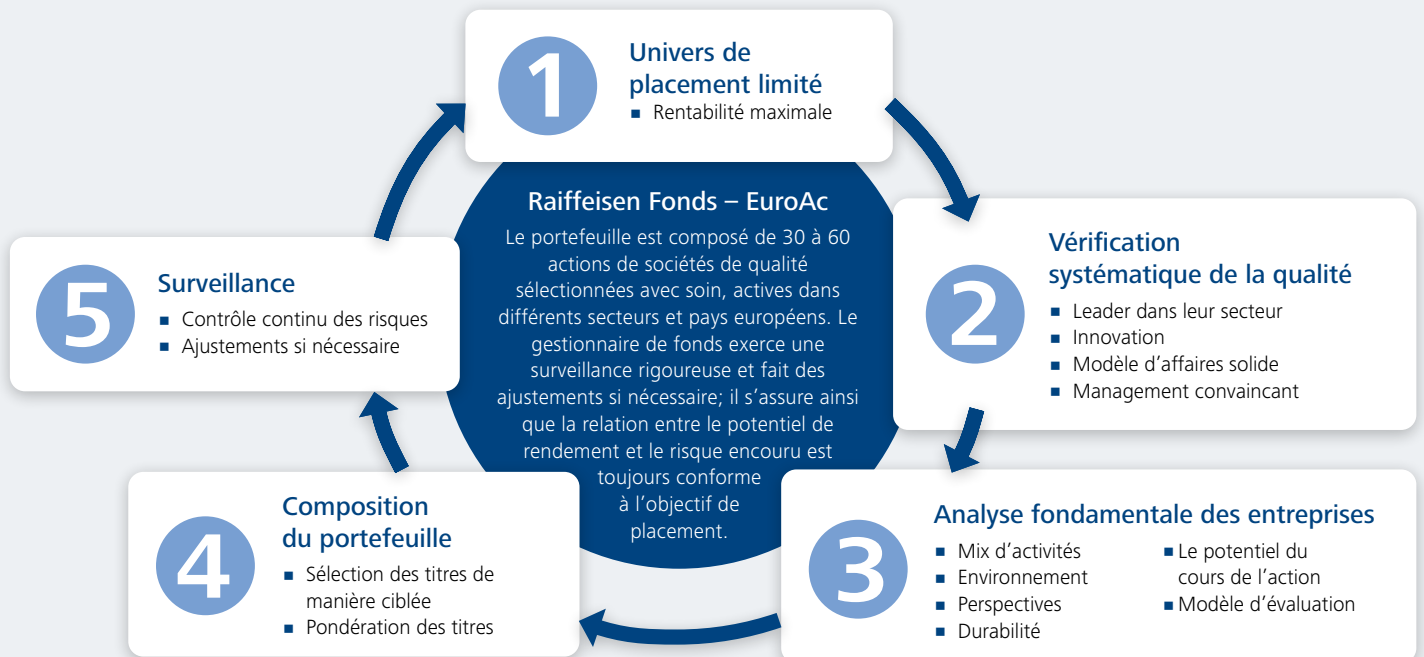 1
Univers de
placement limité
▪ Rentabilité maximale
Raiffeisen Fonds – EuroAc
Le portefeuille est composé de 30 à 60
actions de sociétés de qualité
sélectionnées avec soin, actives dans
différents secteurs et pays européens. Le
gestionnaire de fonds exerce une
surveillance rigoureuse et fait des
ajustements si nécessaire; il s’assure ainsi
que la relation entre le potentiel de
rendement et le risque encouru est
toujours conforme
à l’objectif de
placement.
2
Vérification
systématique de la qualité
▪ Leader dans leur secteur
▪ Innovation
▪ Modèle d’affaires solide
▪ Management convaincant
3
Analyse fondamentale des entreprises
▪ Mix d’activités
▪ Environnement
▪ Perspectives
▪ Durabilité
▪ Le potentiel du
cours de l’action
▪ Modèle d’évaluation
4
Composition
du portefeuille
▪ Sélection des titres de
manière ciblée
▪ Pondération des titres
5
Surveillance
▪ Contrôle continu des risques
▪ Ajustements si nécessaire